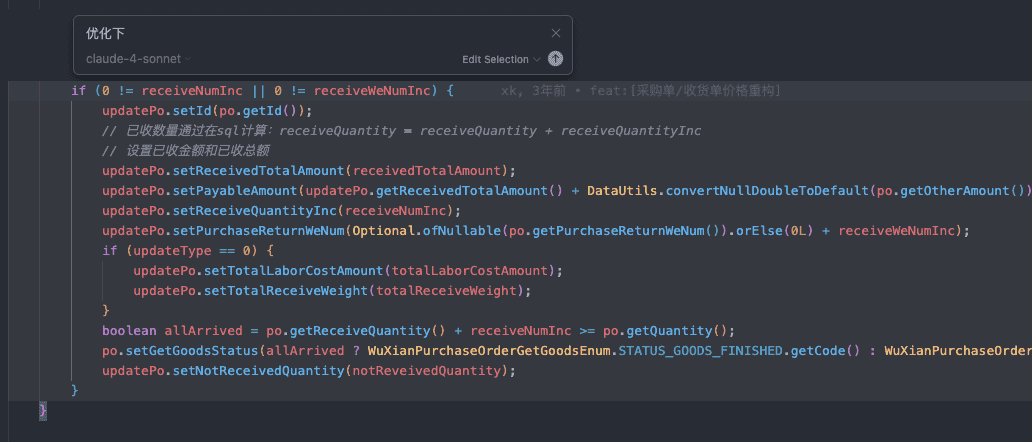 优化下
claude-4-sonnet
Edit Selection
if (0 != receiveNumInc || 0 != receiveWeNumInc) { xk, 3年前 • feat:[采购单/收货单价格重构]
updatePo.setId(po.getId());
// 已收数量通过在sql计算：receiveQuantity = receiveQuantity + receiveQuantityInc
// 设置已收金额和已收总额
updatePo.setReceivedTotalAmount(receivedTotalAmount);
updatePo.setPayableAmount(updatePo.getReceivedTotalAmount() + DataUtils.convertNullDoubleToDefault(po.getOtherAmount())
updatePo.setReceiveQuantityInc(receiveNumInc);
updatePo.setPurchaseReturnWeNum(Optional.ofNullable(po.getPurchaseReturnWeNum()).orElse(0L) + receiveWeNumInc);
if (updateType == 0) {
updatePo.setTotalLaborCostAmount(totalLaborCostAmount);
updatePo.setTotalReceiveWeight(totalReceiveWeight);
}
boolean allArrived = po.getReceiveQuantity() + receiveNumInc >= po.getQuantity();
po.setGetGoodsStatus(allArrived ? WuXianPurchaseOrderGetGoodsEnum.STATUS_GOODS_FINISHED.getCode() : WuXianPurchaseOrder
updatePo.setNotReceivedQuantity(notReveivedQuantity);
}
}